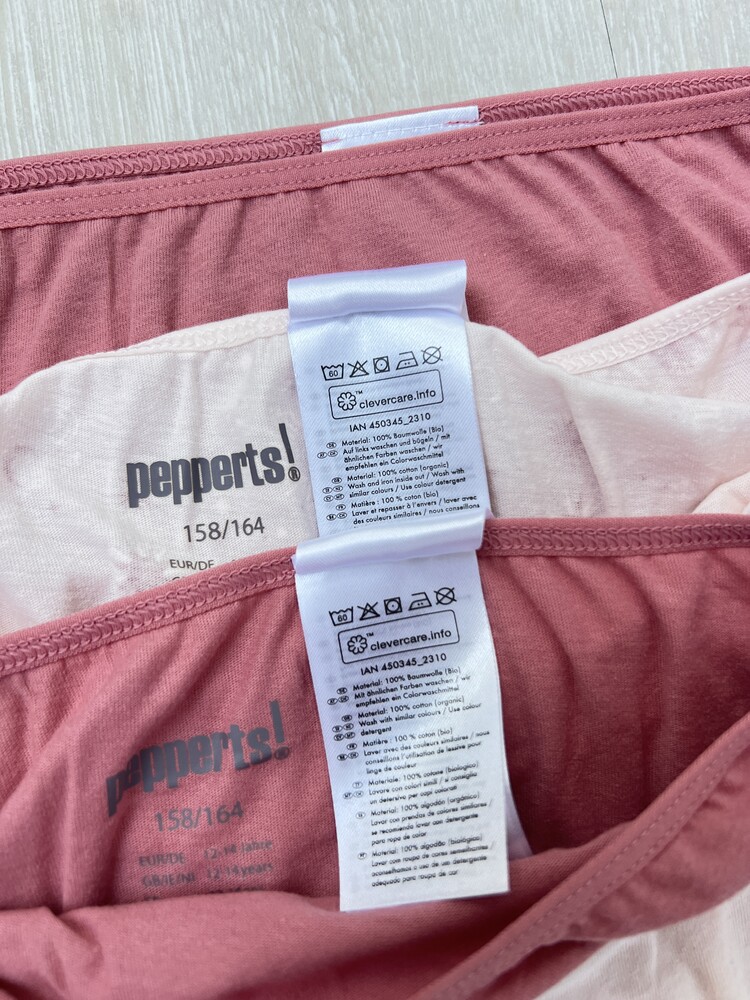 60
clevercare.info
IAN 450345_2310
Material: 100% Baumwolle (Bio)
Auf links waschen und bügeln / mit
ähnlichen Farben waschen / wir
empfehlen ein Colorwaschmittel
Material: 100% cotton (organic)
Wash and iron inside out / Wash with
similar colours / Use colour detergent
Matière : 100 % coton (bio)
Laver et repasser à l'envers / laver avec
des couleurs similaires / nous conseillons
pepperts!®
158/164
EUR/DE
60
clevercare.info
IAN 450345_2310
Material: 100% Baumwolle (Bio)
Mit ähnlichen Farben waschen / wir
empfehlen ein Colorwaschmittel
Material: 100% cotton (organic)
Wash with similar colours / Use colour
detergent
Matière : 100 % coton (bio)
Laver avec des couleurs similaires / nous
conseillons l'utilisation de lessive pour
linge de couleur
Materiale: 100% cotone (biologico)
Lavare con colori simili / si consiglia
un detersivo per capi colorati
Material: 100% algodón (orgánico)
Lavar con prendas de colores similares /
se recomienda lavar con detergente
para ropa de color
Material: 100% algodão (biológico)
Lavar com roupa de cores semelhantes /
aconselhamos o uso de um detergente
adequado para roupa de cor
pepperts!®
158/164
EUR/DE 12-14 Jahre
GB/IE/NI 12-14 years